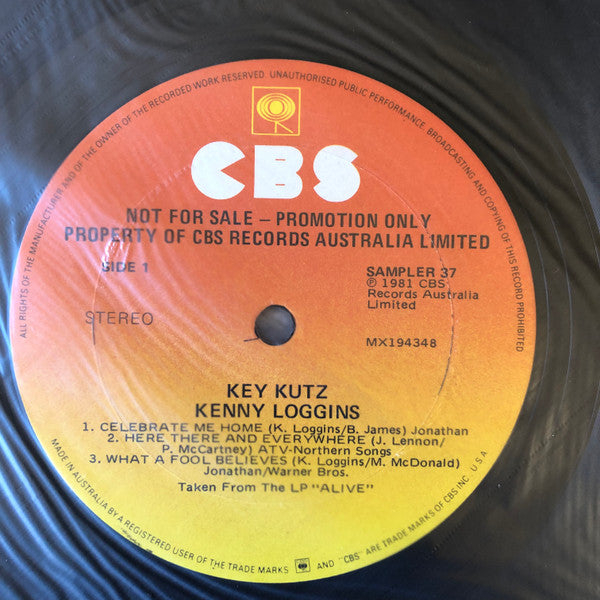 ALL RIGHTS OF THE MANUFACTURER AND OF THE OWNER OF THE RECORDED WORK RESERVED. UNAUTHORISED PUBLIC PERFORMANCE, BROADCASTING AND COPYING OF THIS RECORD PROHIBITED
CBS
NOT FOR SALE – PROMOTION ONLY
PROPERTY OF CBS RECORDS AUSTRALIA LIMITED
SIDE 1
SAMPLER 37
℗ 1981 CBS
Records Australia
Limited
STEREO
MX194348
KEY KUTZ
KENNY LOGGINS
1. CELEBRATE ME HOME (K. Loggins/B. James) Jonathan
2. HERE THERE AND EVERYWHERE (J. Lennon/
P. McCartney) ATV-Northern Songs
3. WHAT A FOOL BELIEVES (K. Loggins/M. McDonald)
Jonathan/Warner Bros.
Taken From The LP "ALIVE"
MADE IN AUSTRALIA BY A REGISTERED USER OF THE TRADE MARKS AND "CBS" ARE TRADE MARKS OF CBS INC. U.S.A.